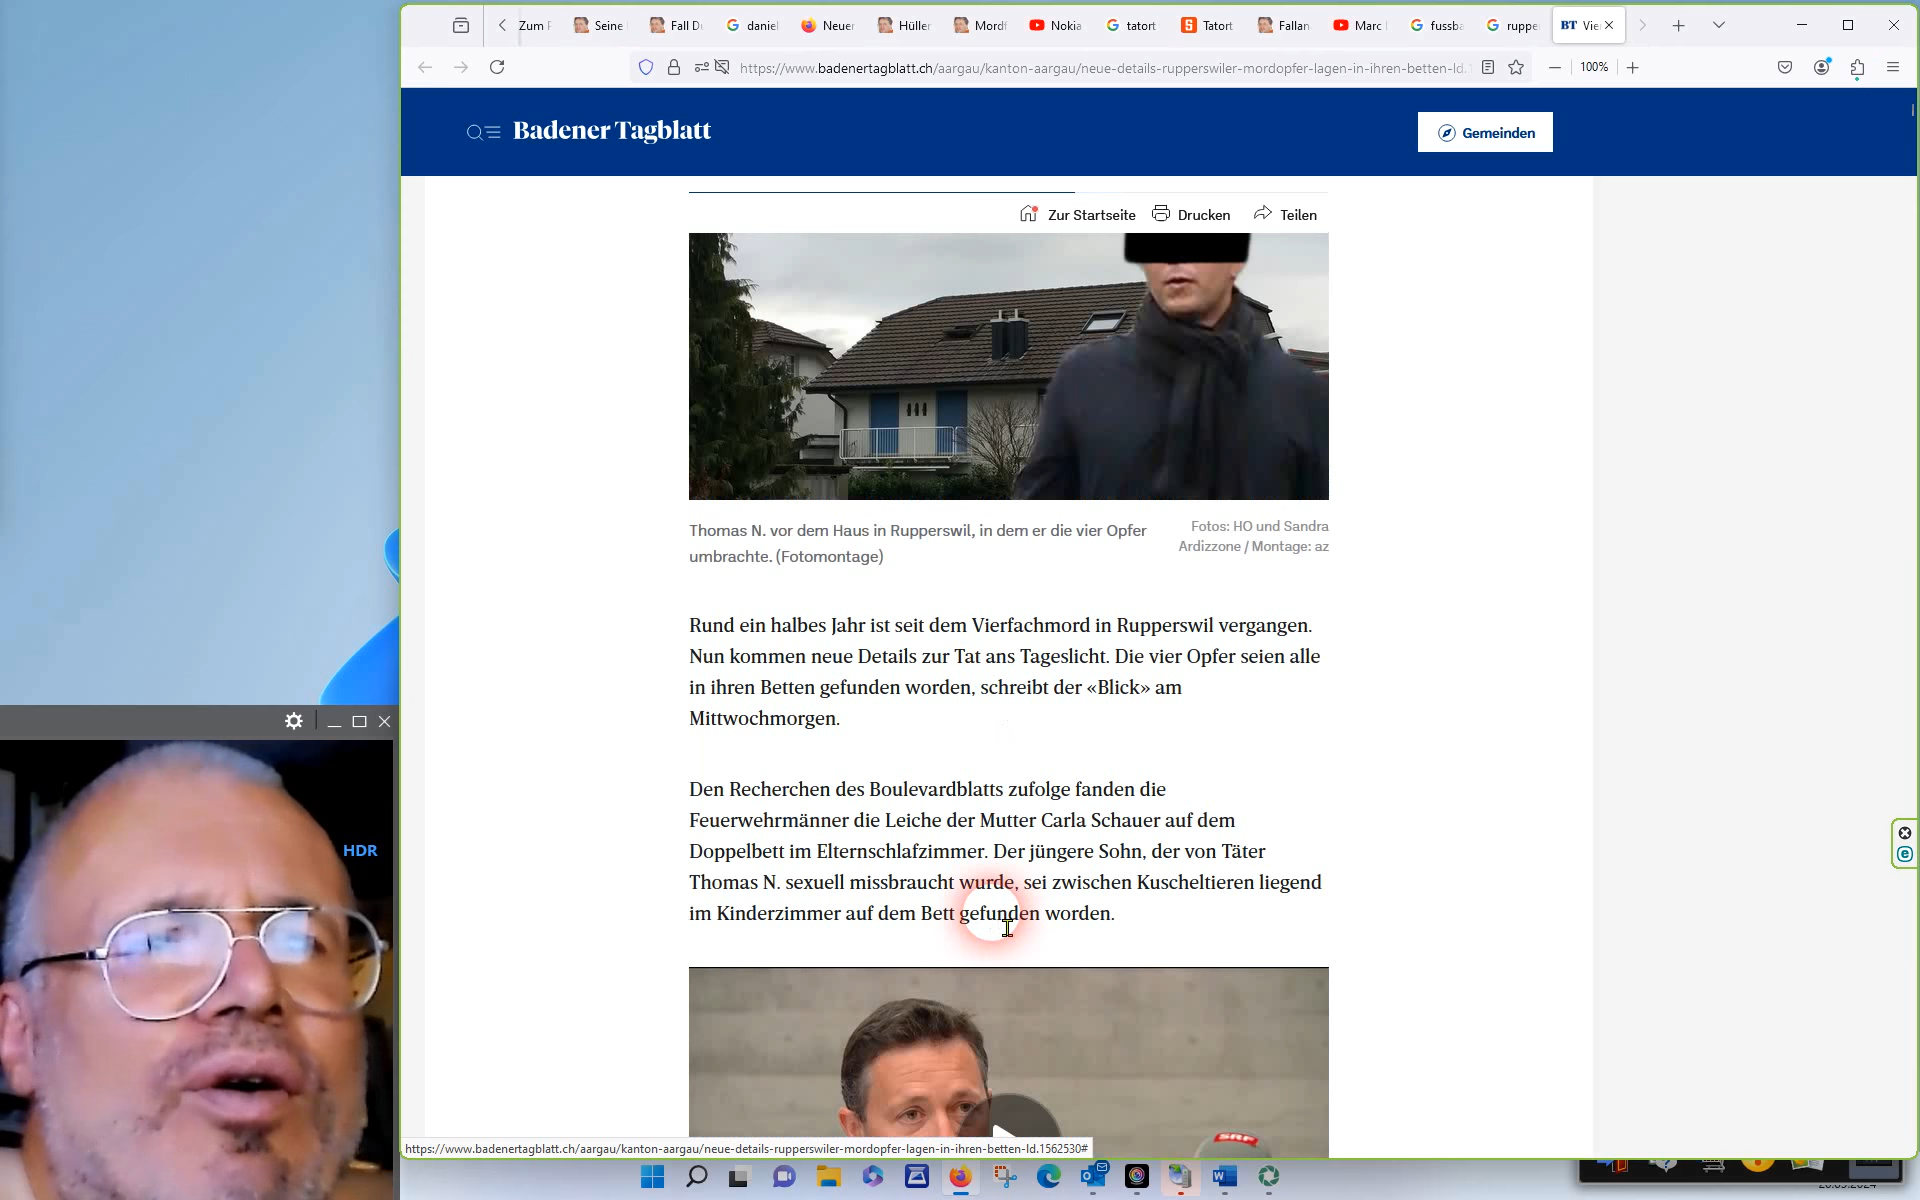 Zum F
Seine
Fall Du
daniel
Neuer
Hüller
Mordf
Nokia
tatort
Tatort
Fallan
Marc
fussba
ruppe
BT Vie
https://www.badenertagblatt.ch/aargau/kanton-aargau/neue-details-rupperswiler-mordopfer-lagen-in-ihren-betten-ld.1
100%
Badener Tagblatt
Gemeinden
Zur Startseite
Drucken
Teilen
Thomas N. vor dem Haus in Rupperswil, in dem er die vier Opfer
umbrachte. (Fotomontage)
Fotos: HO und Sandra
Ardizzone / Montage: az
Rund ein halbes Jahr ist seit dem Vierfachmord in Rupperswil vergangen.
Nun kommen neue Details zur Tat ans Tageslicht. Die vier Opfer seien alle
in ihren Betten gefunden worden, schreibt der «Blick» am
Mittwochmorgen.
Den Recherchen des Boulevardblatts zufolge fanden die
Feuerwehrmänner die Leiche der Mutter Carla Schauer auf dem
Doppelbett im Elternschlafzimmer. Der jüngere Sohn, der von Täter
Thomas N. sexuell missbraucht wurde, sei zwischen Kuscheltieren liegend
im Kinderzimmer auf dem Bett gefunden worden.
HDR
SRF
https://www.badenertagblatt.ch/aargau/kanton-aargau/neue-details-rupperswiler-mordopfer-lagen-in-ihren-betten-ld.1562530#